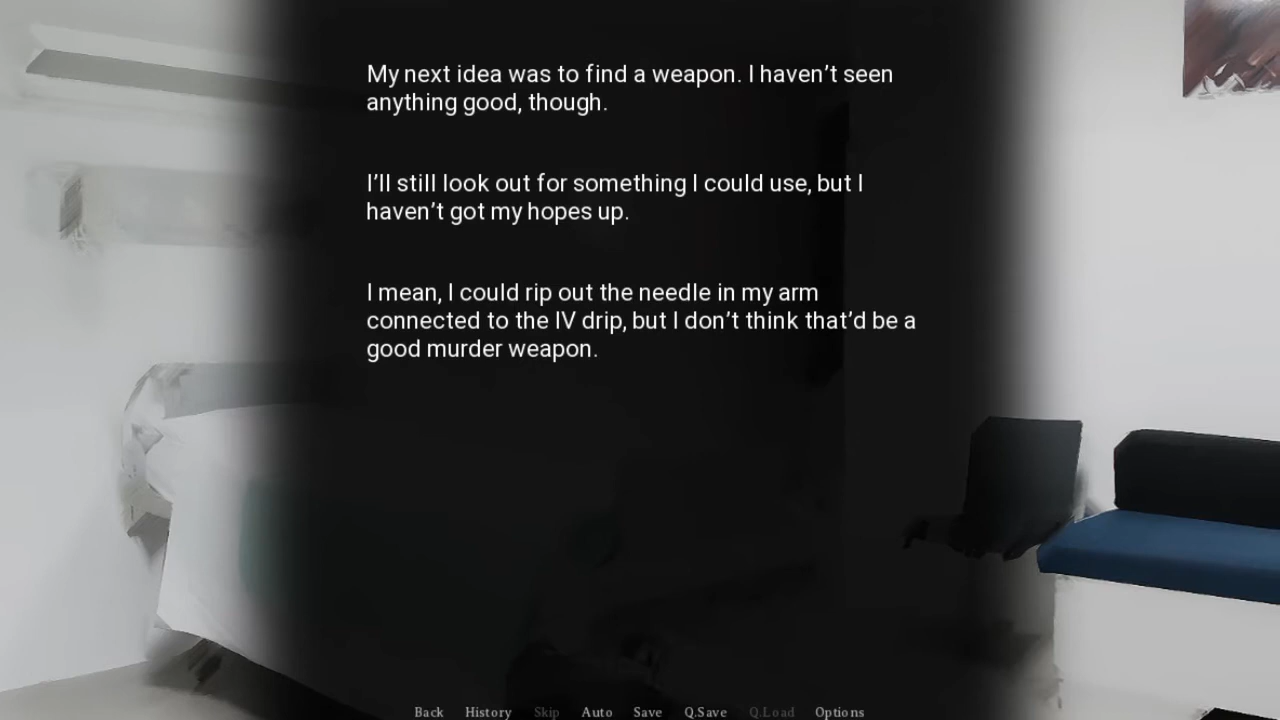 My next idea was to find a weapon. I haven’t seen
anything good, though.
I’ll still look out for something I could use, but I
haven’t got my hopes up.
I mean, I could rip out the needle in my arm
connected to the IV drip, but I don’t think that’d be a
good murder weapon.
Back History Skip Auto Save Q.Save Q.Load Options